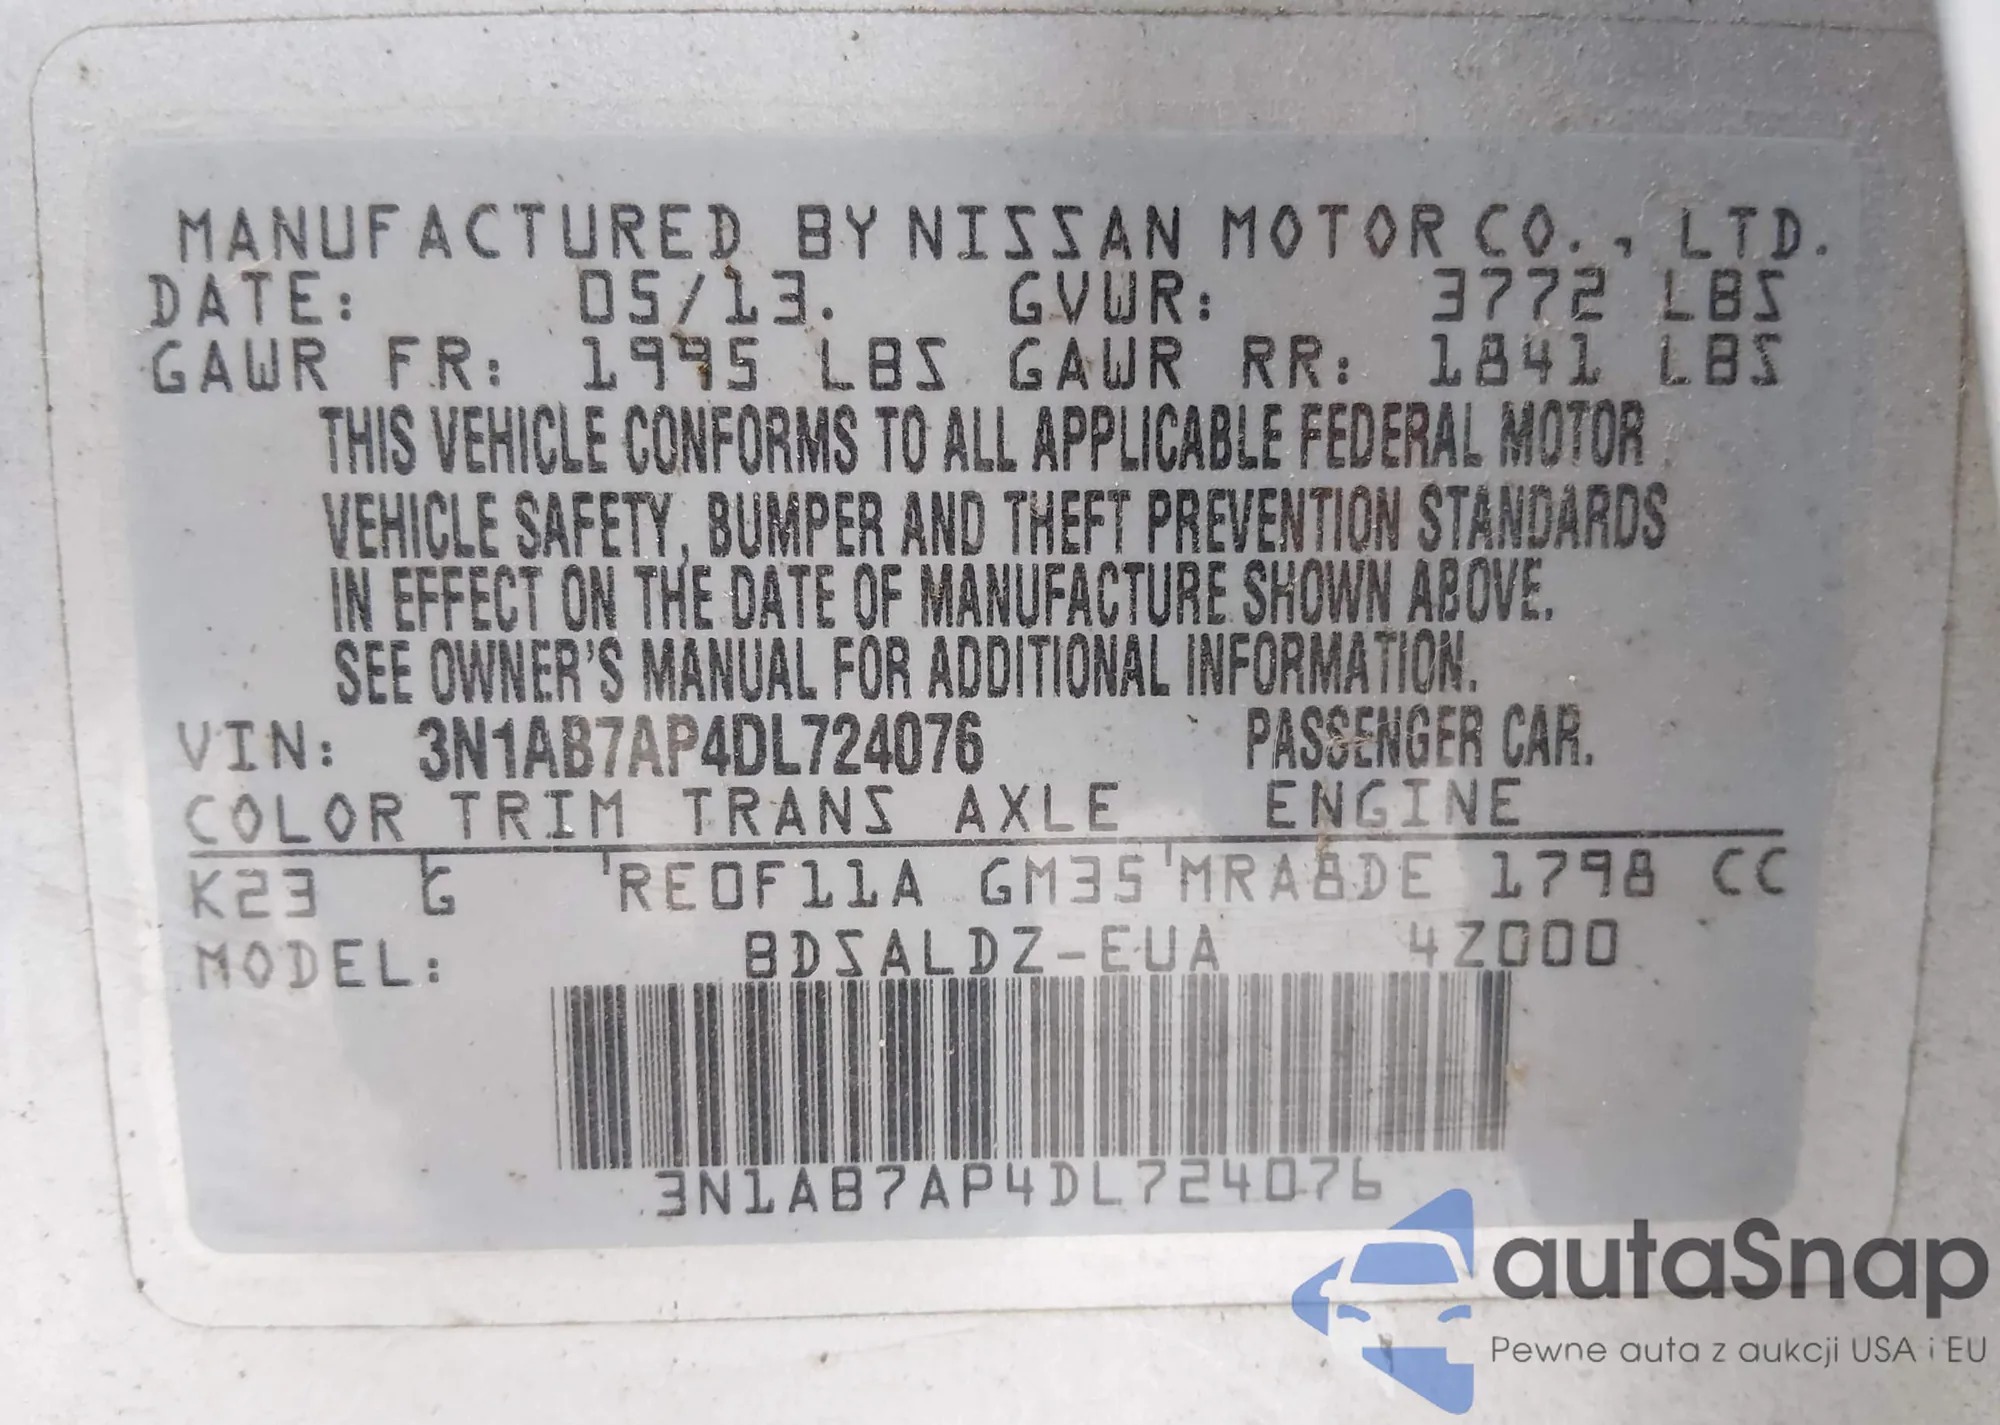 MANUFACTURED BY NISSAN MOTOR CO., LTD.
DATE: 05/13. GVWR: 3772 LBS
GAWR FR: 1995 LBS GAWR RR: 1841 LBS
THIS VEHICLE CONFORMS TO ALL APPLICABLE FEDERAL MOTOR
VEHICLE SAFETY, BUMPER AND THEFT PREVENTION STANDARDS
IN EFFECT ON THE DATE OF MANUFACTURE SHOWN ABOVE.
SEE OWNER'S MANUAL FOR ADDITIONAL INFORMATION.
VIN: 3N1AB7AP4DL724076 PASSENGER CAR.
COLOR TRIM TRANS AXLE ENGINE
K23 G RE0F11A GM35 MRA8DE 1798 CC
MODEL: BDSALDZ-EUA 4Z000
3N1AB7AP4DL724076
autaSnap
Pewne auta z aukcji USA i EU